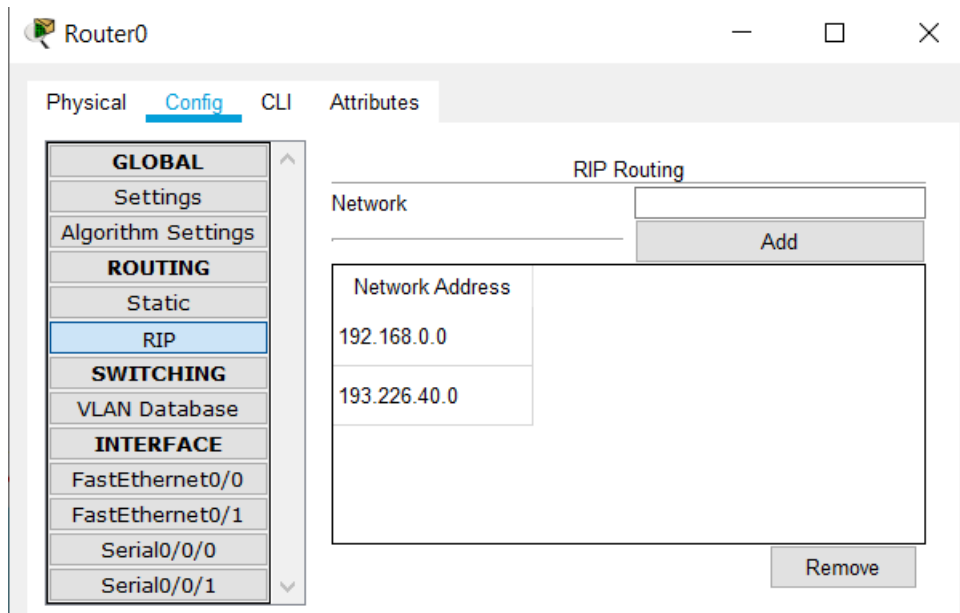 Router0
Physical Config CLI Attributes
GLOBAL
Settings
Algorithm Settings
ROUTING
Static
RIP
SWITCHING
VLAN Database
INTERFACE
FastEthernet0/0
FastEthernet0/1
Serial0/0/0
Serial0/0/1
RIP Routing
Network
Add
Network Address
192.168.0.0
193.226.40.0
Remove